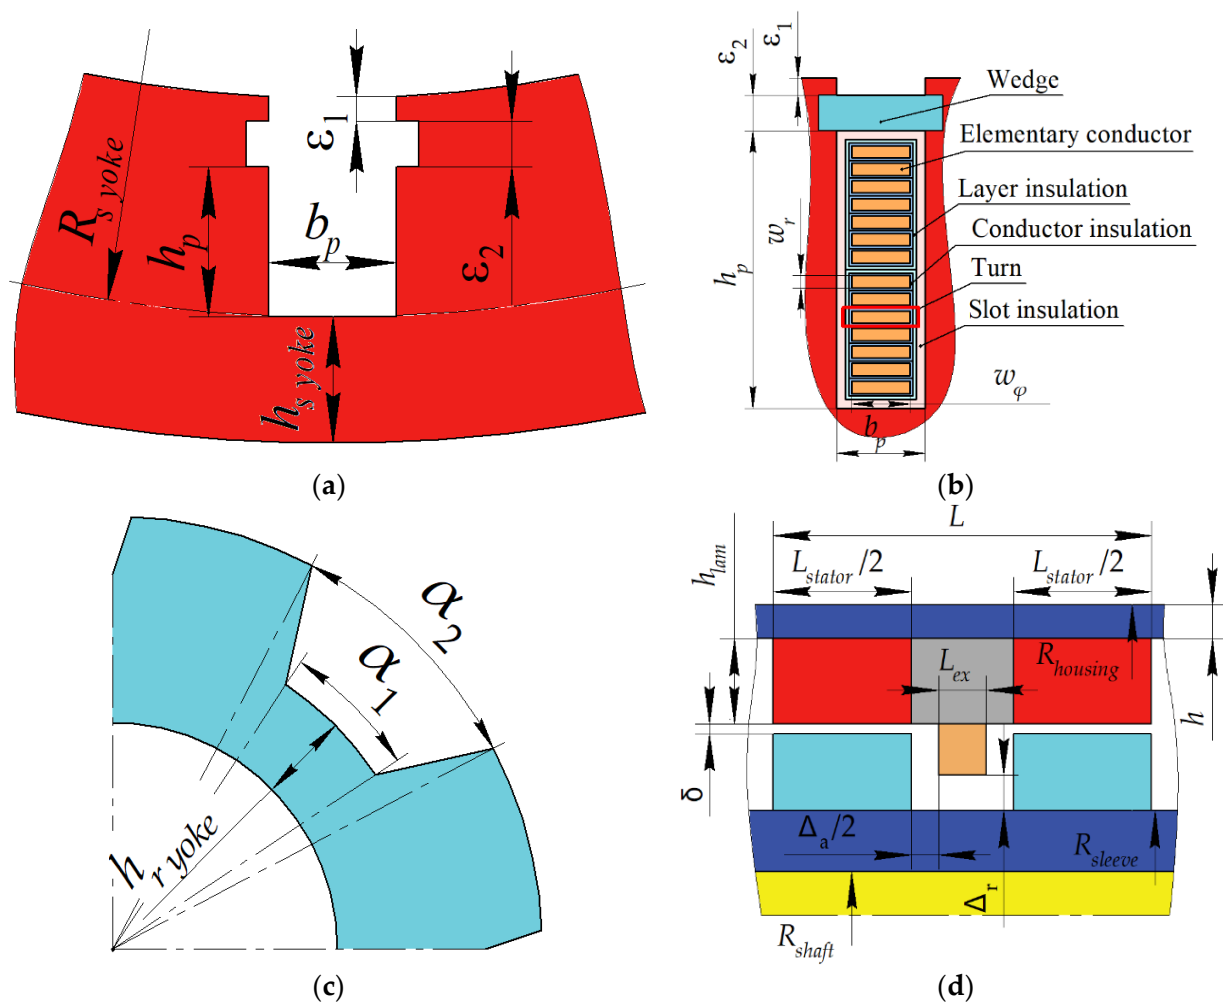 ε1
R s yoke
h p
b p
ε2
h s yoke
(a)
ε2
ε1
Wedge
Elementary conductor
Layer insulation
w r
Conductor insulation
h p
Turn
Slot insulation
w φ
b p
(b)
α2
α1
h r yoke
(c)
L
h lam
L stator /2
L stator /2
L ex
R housing
h
δ
Δa/2
R sleeve
Δr
R shaft
(d)